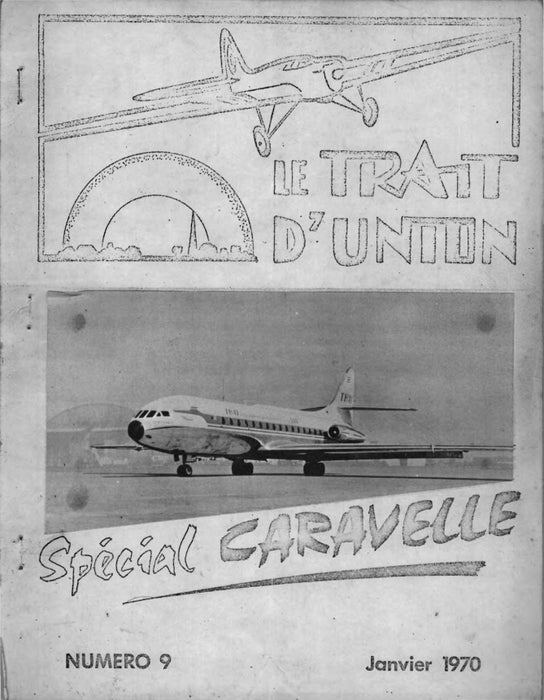 LE TRAIT
D'UNION
Spécial CARAVELLE
NUMERO 9
Janvier 1970